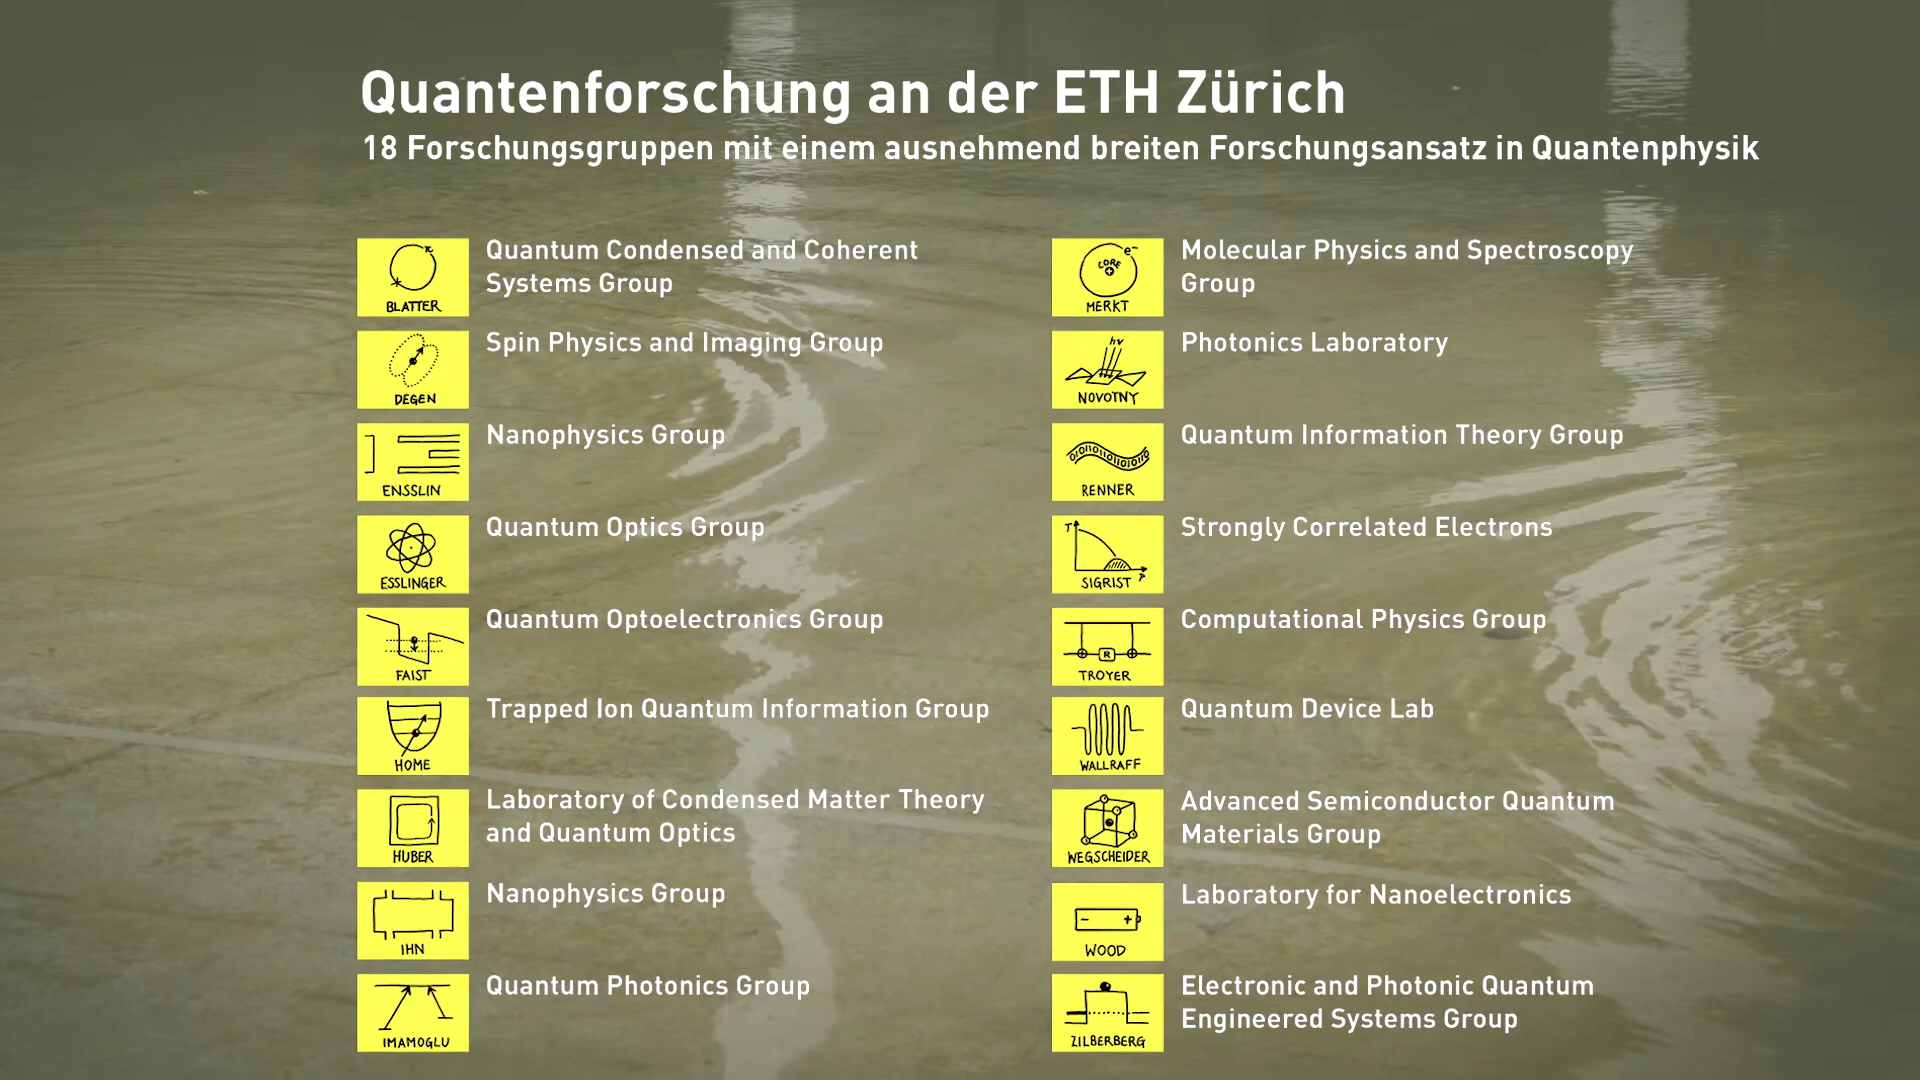 Quantenforschung an der ETH Zürich
18 Forschungsgruppen mit einem ausnehmend breiten Forschungsansatz in Quantenphysik
BLATTER
Quantum Condensed and Coherent
Systems Group
DEGEN
Spin Physics and Imaging Group
ENSSLIN
Nanophysics Group
ESSLINGER
Quantum Optics Group
FAIST
Quantum Optoelectronics Group
HOME
Trapped Ion Quantum Information Group
HUBER
Laboratory of Condensed Matter Theory
and Quantum Optics
IHN
Nanophysics Group
IMAMOGLU
Quantum Photonics Group
e⁻
CORE
+
MERKT
Molecular Physics and Spectroscopy
Group
hν
NOVOTNY
Photonics Laboratory
RENNER
Quantum Information Theory Group
T
P
SIGRIST
Strongly Correlated Electrons
R
TROYER
Computational Physics Group
WALLRAFF
Quantum Device Lab
WEGSCHEIDER
Advanced Semiconductor Quantum
Materials Group
- +
WOOD
Laboratory for Nanoelectronics
ZILBERBERG
Electronic and Photonic Quantum
Engineered Systems Group